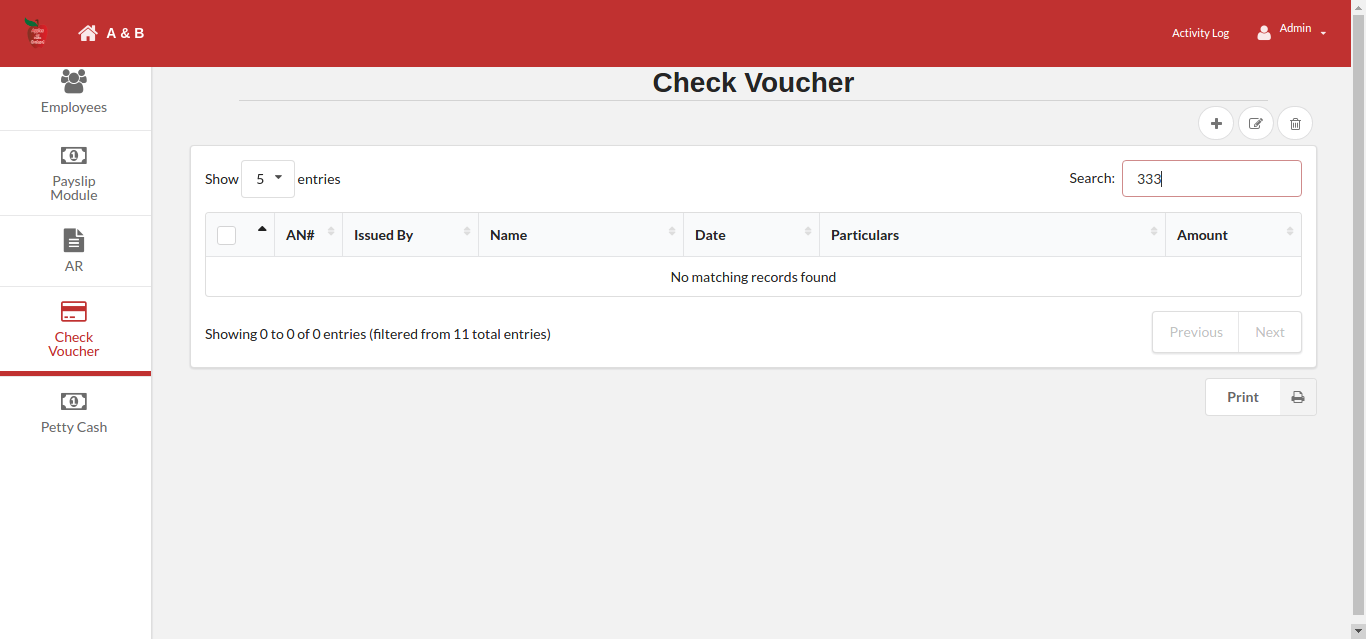 A & B
Activity Log
Admin
Employees
Payslip
Module
AR
Check
Voucher
Petty Cash
Check Voucher
Show 5 entries
Search: 333
AN# Issued By Name Date Particulars Amount
No matching records found
Showing 0 to 0 of 0 entries (filtered from 11 total entries)
Previous Next
Print